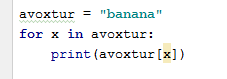 avoxtur = "banana"
for x in avoxtur:
    print(avoxtur[x])